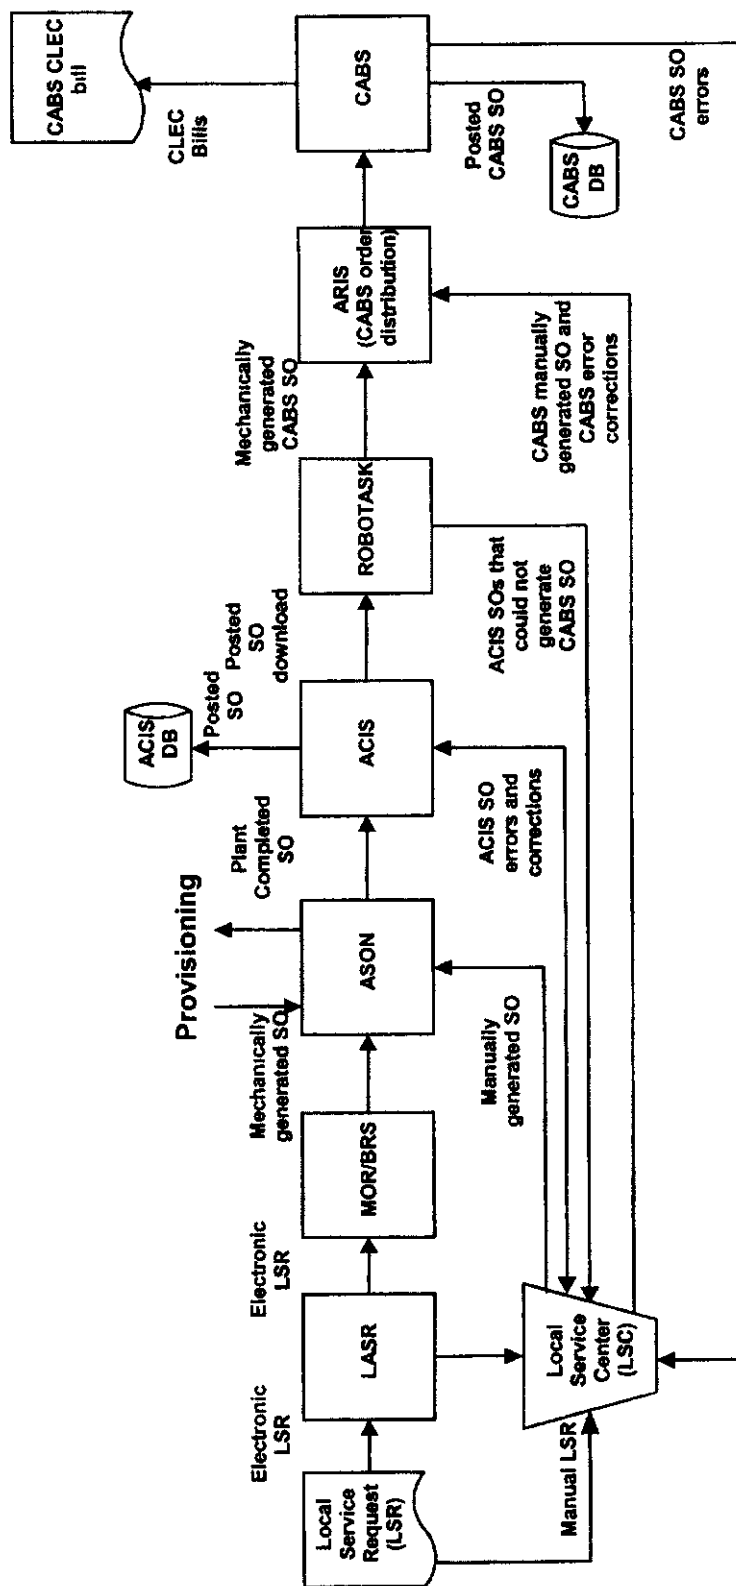 Local
Service
Request
(LSR)
Electronic
LSR
LASR
Electronic
LSR
MOR/BRS
Mechanically
generated SO
Provisioning
ASON
Plant
Completed
SO
ACIS
Posted
SO
ACIS
DB
Posted
SO
download
ROBOTASK
Mechanically
generated
CABS SO
ARIS
(CABS order
distribution)
CABS
CLEC
Bills
CABS CLEC
bill
Posted
CABS SO
CABS
DB
CABS SO
errors
Manual LSR
Local
Service
Center
(LSC)
Manually
generated SO
ACIS SO
errors and
corrections
ACIS SOs that
could not
generate
CABS SO
CABS manually
generated SO and
CABS error
corrections